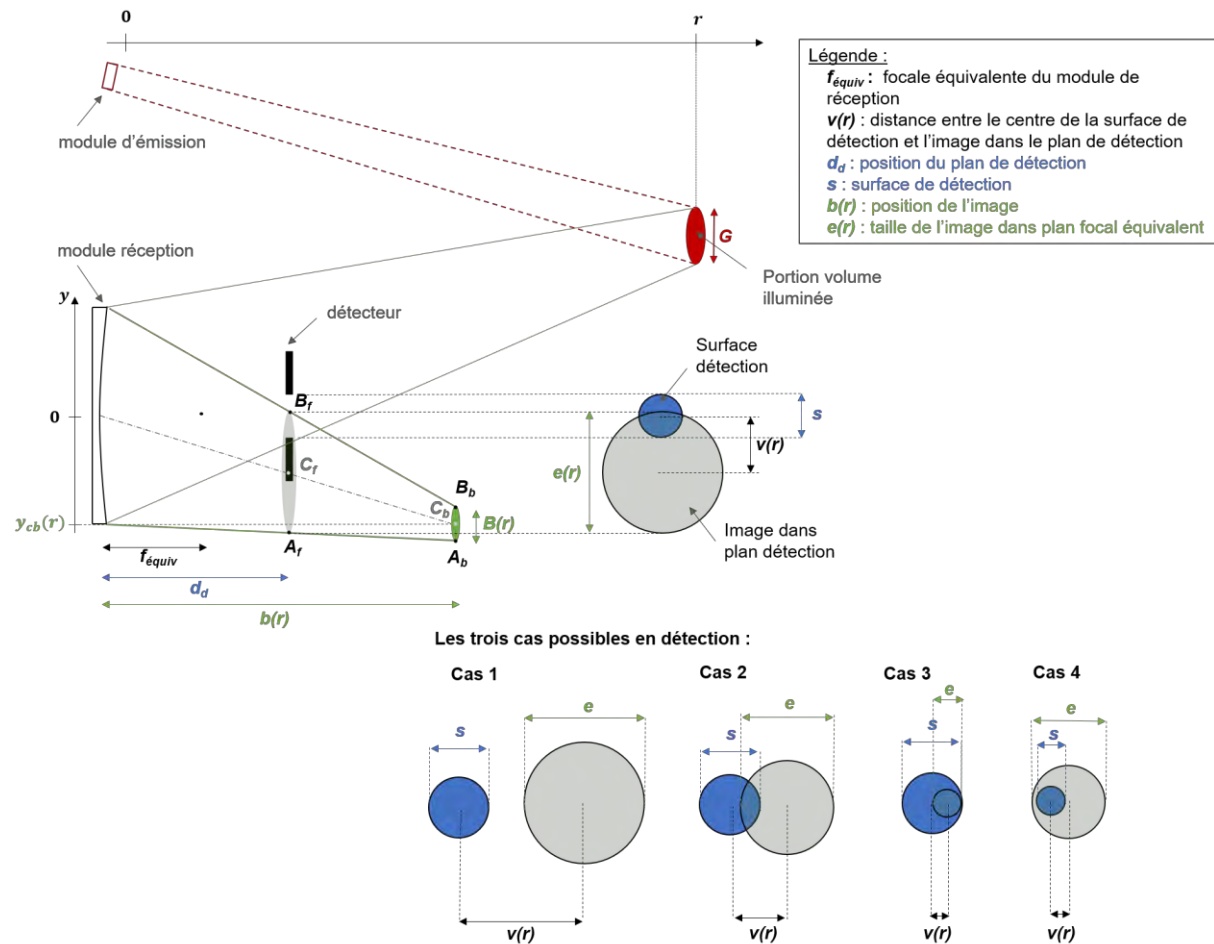 0
r
module d'émission
Légende :
f_équiv : focale équivalente du module de
réception
v(r) : distance entre le centre de la surface de
détection et l'image dans le plan de détection
d_d : position du plan de détection
s : surface de détection
b(r) : position de l'image
e(r) : taille de l'image dans plan focal équivalent
G
Portion volume
illuminée
module réception
y
détecteur
0
B_f
C_f
A_f
B_b
C_b
B(r)
A_b
y_cb(r)
f_équiv
d_d
b(r)
Surface
détection
s
v(r)
e(r)
Image dans
plan détection
Les trois cas possibles en détection :
Cas 1
Cas 2
Cas 3
Cas 4
s
e
v(r)
s
e
v(r)
e
s
v(r)
e
s
v(r)